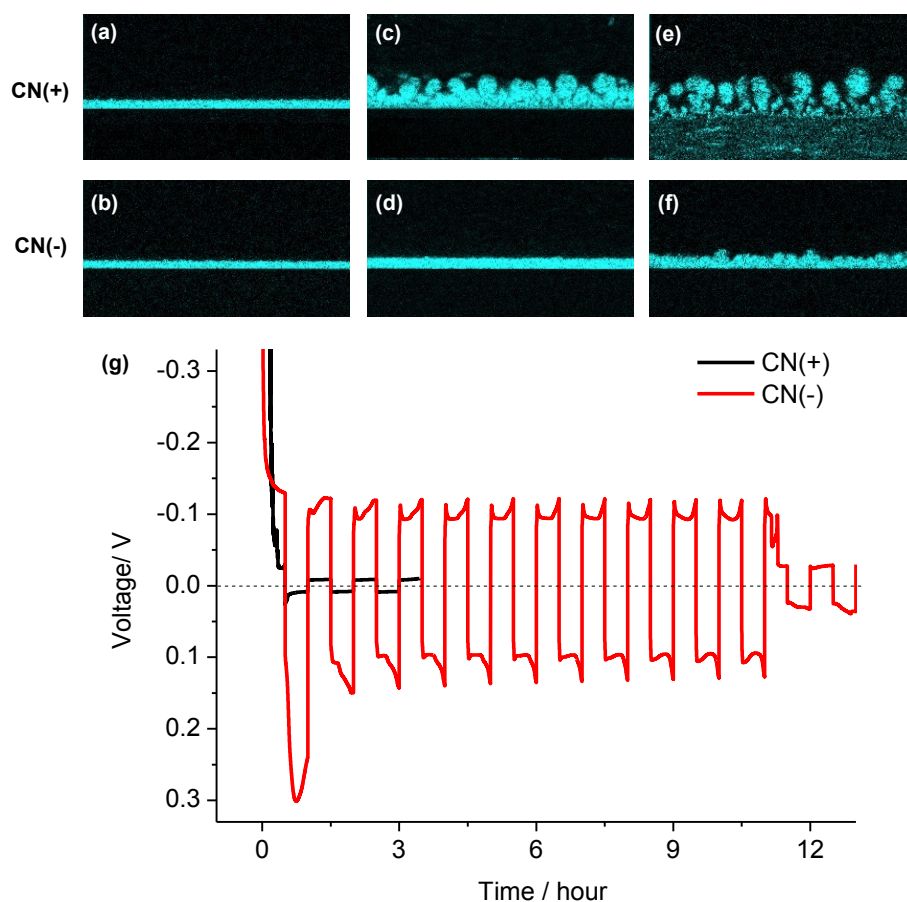 (a)
(c)
(e)
CN(+)
(b)
(d)
(f)
CN(-)
(g)
CN(+)
CN(-)
-0.3
-0.2
-0.1
0.0
0.1
0.2
0.3
Voltage/ V
0
3
6
9
12
Time / hour